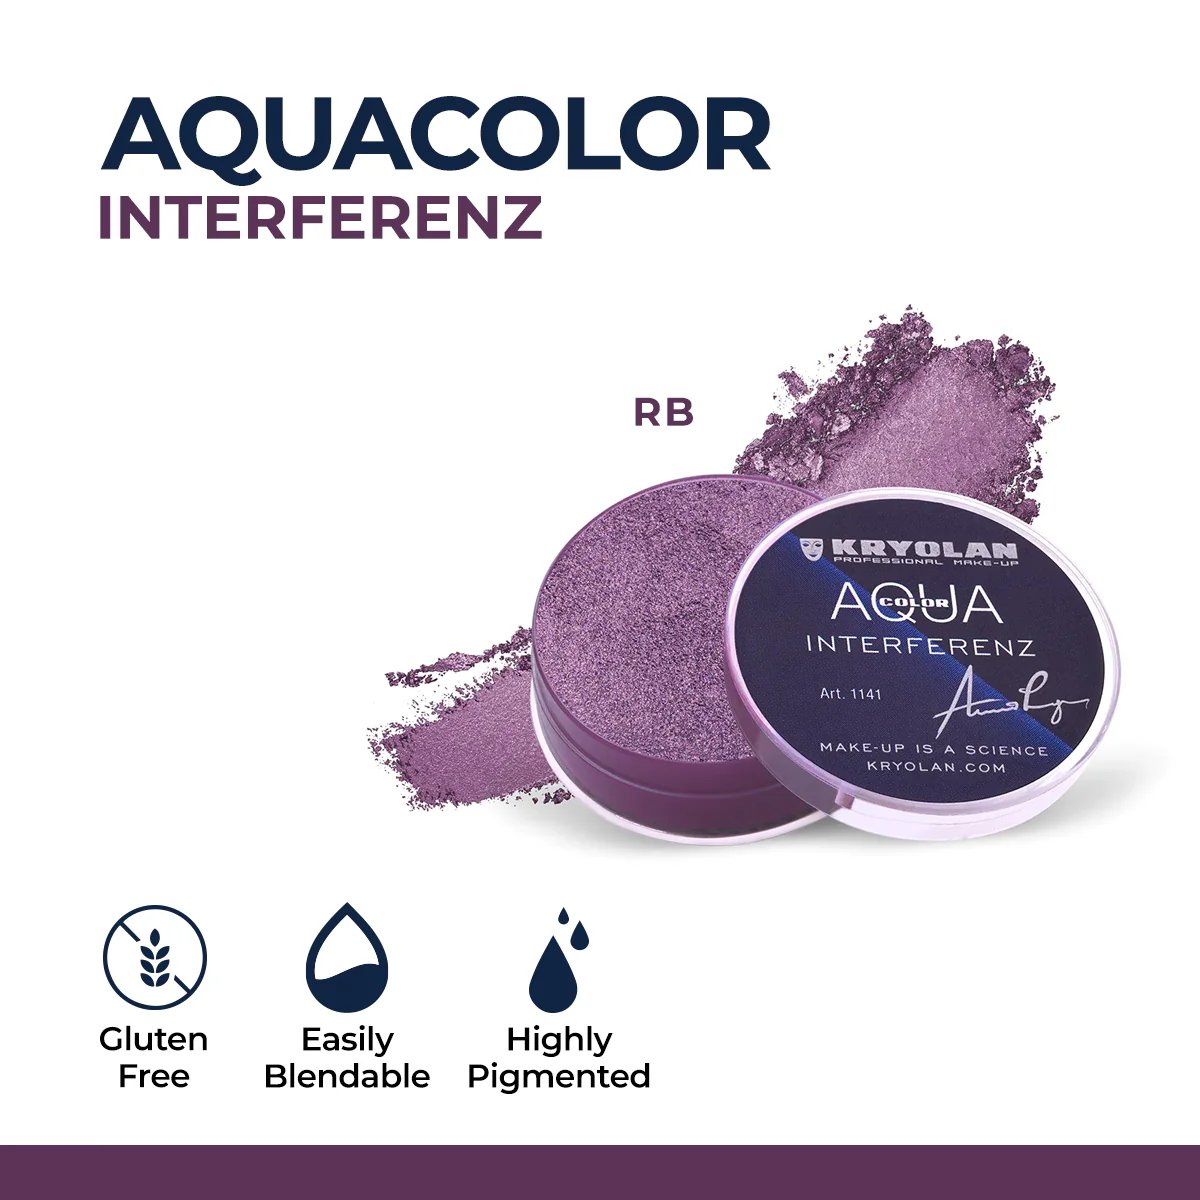 AQUACOLOR
INTERFERENZ
RB
KRYOLAN
PROFESSIONAL MAKE-UP
AQUA
COLOR
INTERFERENZ
Art. 1141
MAKE-UP IS A SCIENCE
KRYOLAN.COM
Gluten
Free
Easily
Blendable
Highly
Pigmented